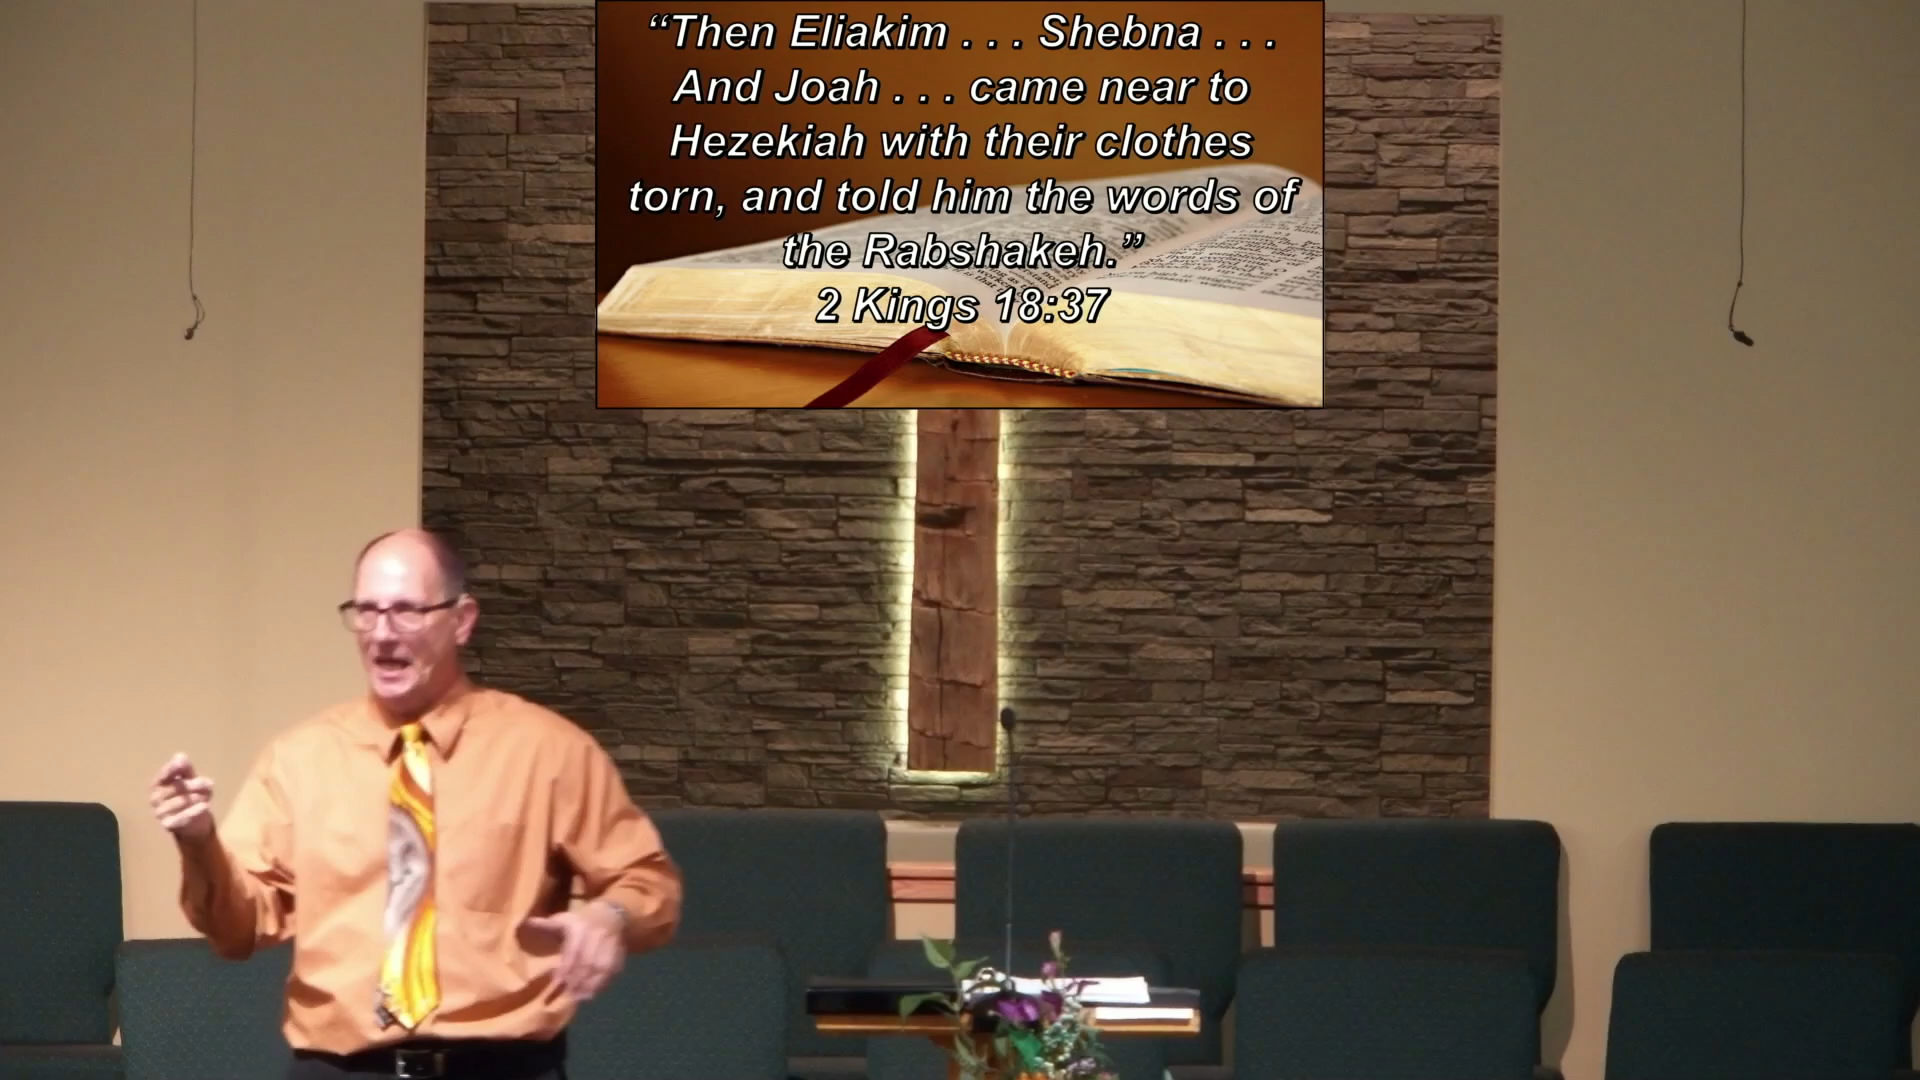 “Then Eliakim . . . Shebna . . .
And Joah . . . came near to
Hezekiah with their clothes
torn, and told him the words of
the Rabshakeh.”
2 Kings 18:37